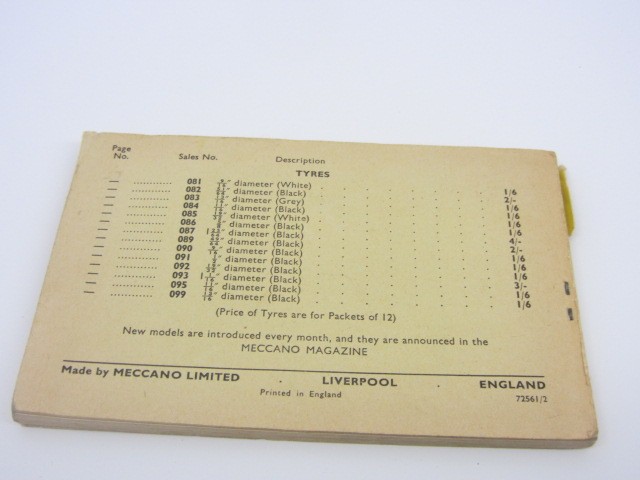 Page No. Sales No. Description
TYRES
— ............ 081 diameter (White) 1/6
— ............ 082 diameter (Black) 2/-
— ............ 083 diameter (Grey) 1/6
— ............ 084 diameter (Black) 1/6
— ............ 085 diameter (White) 1/6
— ............ 086 diameter (Black) 1/6
— ............ 087 diameter (Black) 4/-
— ............ 089 diameter (Black) 2/-
— ............ 090 diameter (Black) 1/6
— ............ 091 diameter (Black) 1/6
— ............ 092 diameter (Black) 1/6
— ............ 093 diameter (Black) 3/-
— ............ 095 diameter (Black) 1/6
— ............ 099 diameter (Black) 1/6
(Price of Tyres are for Packets of 12)
New models are introduced every month, and they are announced in the
MECCANO MAGAZINE
Made by MECCANO LIMITED · LIVERPOOL · ENGLAND
Printed in England 72561/2